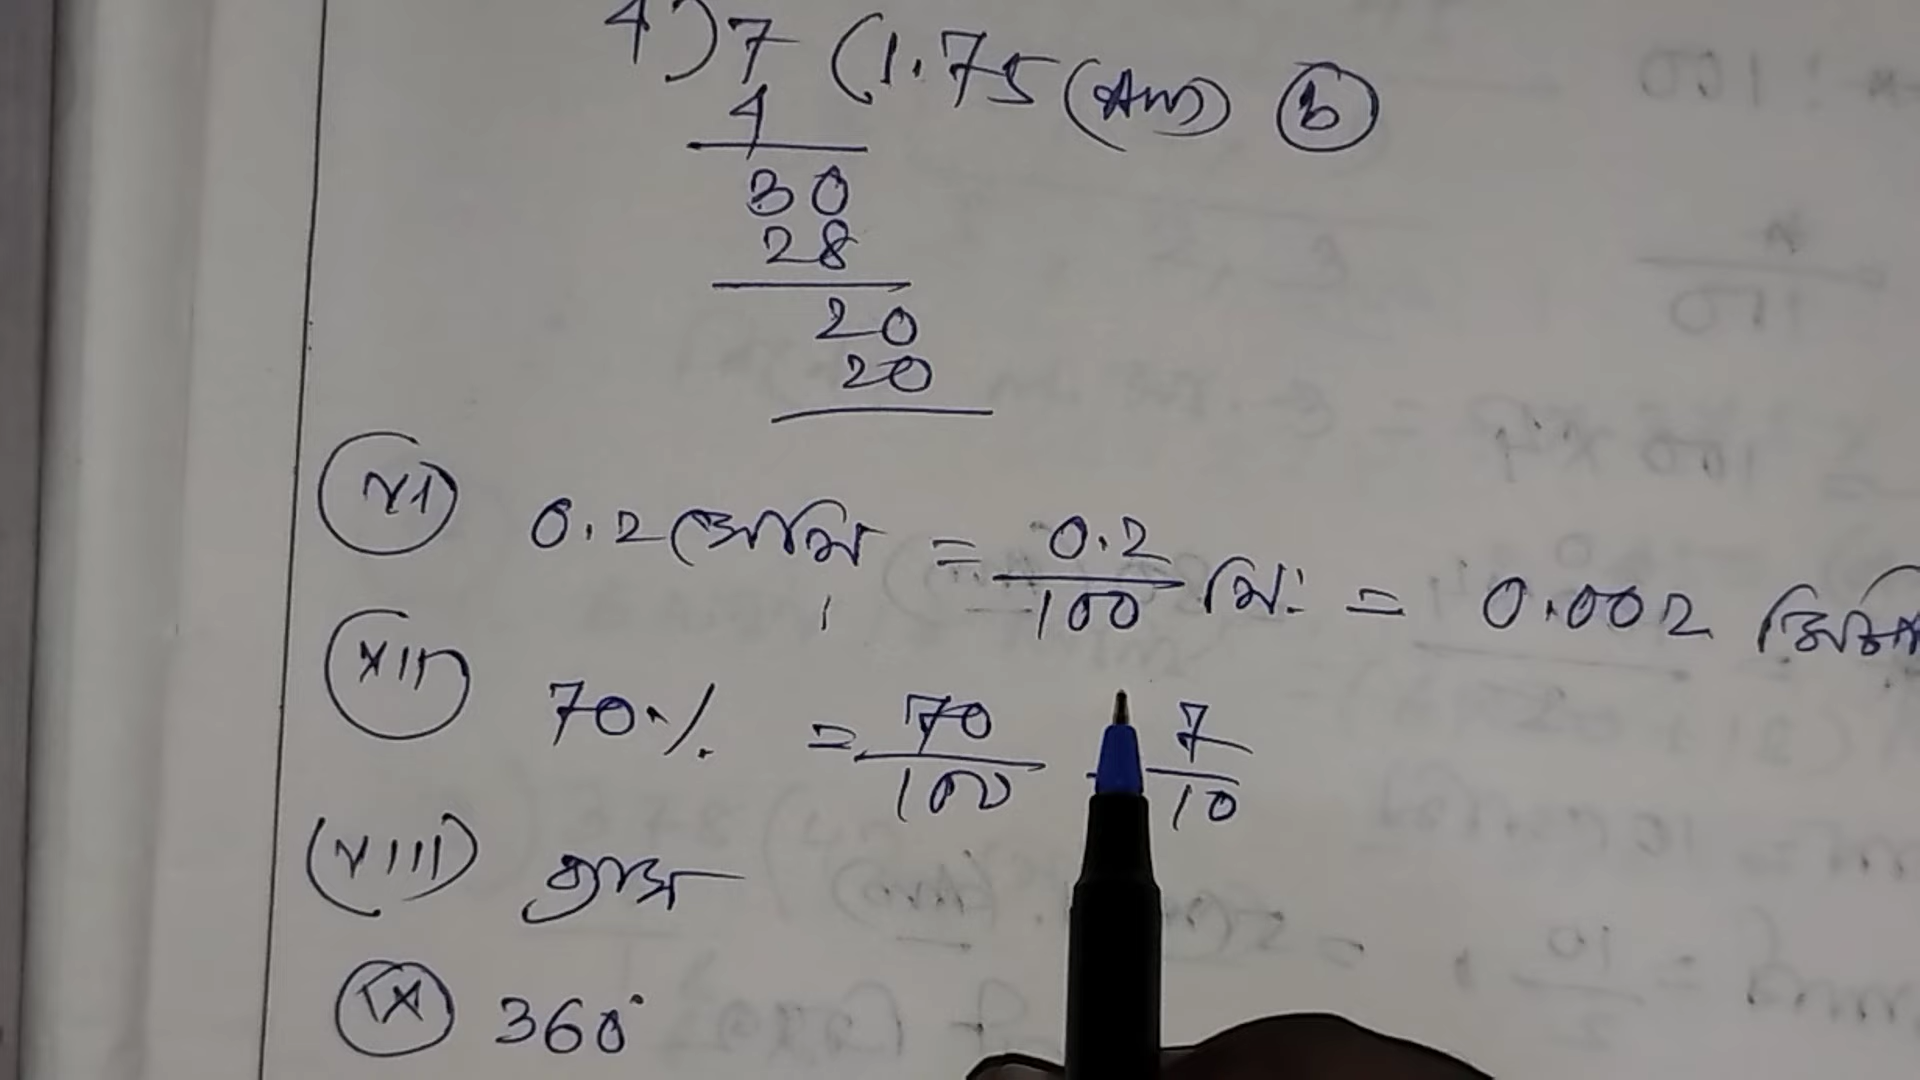 4) 7 (1.75 (Ans) (b)
4
30
28
20
20
(VI) 0.2 সেমি = 0.2/100 মি: = 0.002
(VII) 70% = 70/100 = 7/10
(VIII)
(IX) 360°